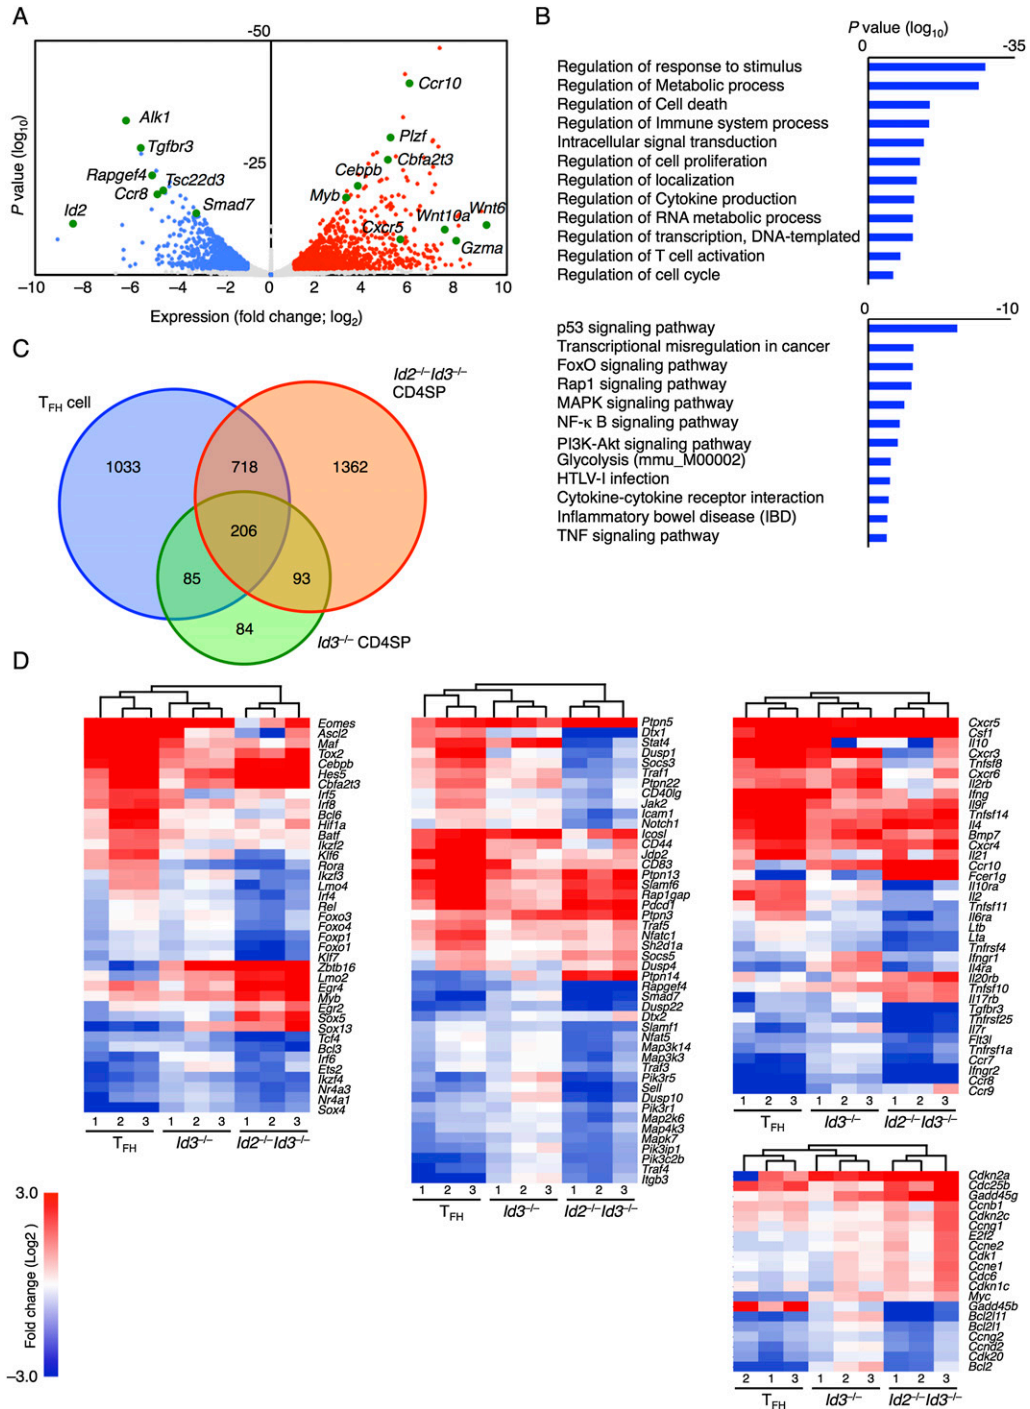 A
-50
-25
P value (log10)
Alk1
Tgfbr3
Rapgef4
Tsc22d3
Ccr8
Smad7
Id2
Ccr10
Plzf
Cbfa2t3
Cebpb
Myb
Cxcr5
Wnt10a
Wnt6
Gzma
−10 −8 −6 −4 −2 0 2 4 6 8 10
Expression (fold change; log2)
B
P value (log10)
0 -35
Regulation of response to stimulus
Regulation of Metabolic process
Regulation of Cell death
Regulation of Immune system process
Intracellular signal transduction
Regulation of cell proliferation
Regulation of localization
Regulation of Cytokine production
Regulation of RNA metabolic process
Regulation of transcription, DNA-templated
Regulation of T cell activation
Regulation of cell cycle
0 -10
p53 signaling pathway
Transcriptional misregulation in cancer
FoxO signaling pathway
Rap1 signaling pathway
MAPK signaling pathway
NF-κ B signaling pathway
PI3K-Akt signaling pathway
Glycolysis (mmu_M00002)
HTLV-I infection
Cytokine-cytokine receptor interaction
Inflammatory bowel disease (IBD)
TNF signaling pathway
C
TFH cell
Id2−/−Id3−/−
CD4SP
1033
718
1362
206
85
93
84
Id3−/− CD4SP
D
Eomes
Ascl2
Maf
Tox2
Cebpb
Hes5
Cbfa2t3
Irf5
Irf8
Bcl6
Hif1a
Batf
Ikzf2
Klf6
Rora
Ikzf3
Lmo4
Irf4
Rel
Foxo3
Foxo4
Foxp1
Foxo1
Klf7
Zbtb16
Lmo2
Egr4
Myb
Egr2
Sox5
Sox13
Tcf4
Bcl3
Irf6
Ets2
Ikzf4
Nr4a3
Nr4a1
Sox4
1 2 3 1 2 3 1 2 3
TFH Id3−/− Id2−/−Id3−/−
Ptpn5
Dtx1
Stat4
Dusp1
Socs3
Traf1
Ptpn22
CD40lg
Jak2
Icam1
Notch1
Icosl
CD44
Jdp2
CD83
Ptpn13
Slamf6
Rap1gap
Pdcd1
Ptpn3
Traf5
Nfatc1
Sh2d1a
Socs5
Dusp4
Ptpn14
Rapgef4
Smad7
Dusp22
Dtx2
Slamf1
Nfat5
Map3k14
Map3k3
Traf3
Pik3r5
Sell
Dusp10
Pik3r1
Map2k6
Map4k3
Mapk7
Pik3ip1
Pik3c2b
Traf4
Itgb3
1 2 3 1 2 3 1 2 3
TFH Id3−/− Id2−/−Id3−/−
Cxcr5
Csf1
Il10
Cxcr3
Tnfsf8
Cxcr6
Il2rb
Ifng
Il9r
Tnfsf14
Il4
Bmp7
Cxcr4
Il21
Ccr10
Fcer1g
Il10ra
Il2
Tnfsf11
Il6ra
Ltb
Lta
Tnfrsf4
Ifngr1
Il4ra
Il20rb
Tnfsf10
Il17rb
Tgfbr3
Tnfrsf25
Il7r
Flt3l
Tnfrsf1a
Ccr7
Ifngr2
Ccr8
Ccr9
1 2 3 1 2 3 1 2 3
TFH Id3−/− Id2−/−Id3−/−
Cdkn2a
Cdc25b
Gadd45g
Ccnb1
Cdkn2c
Ccng1
E2f2
Ccne2
Cdk1
Ccne1
Cdc6
Cdkn1c
Myc
Gadd45b
Bcl2l11
Bcl2l1
Ccng2
Ccnd2
Cdk20
Bcl2
2 1 3 1 2 3 1 2 3
TFH Id3−/− Id2−/−Id3−/−
3.0
Fold change (Log2)
−3.0